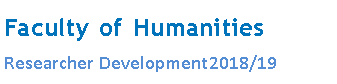 Faculty of Humanities
Researcher Development2018/19